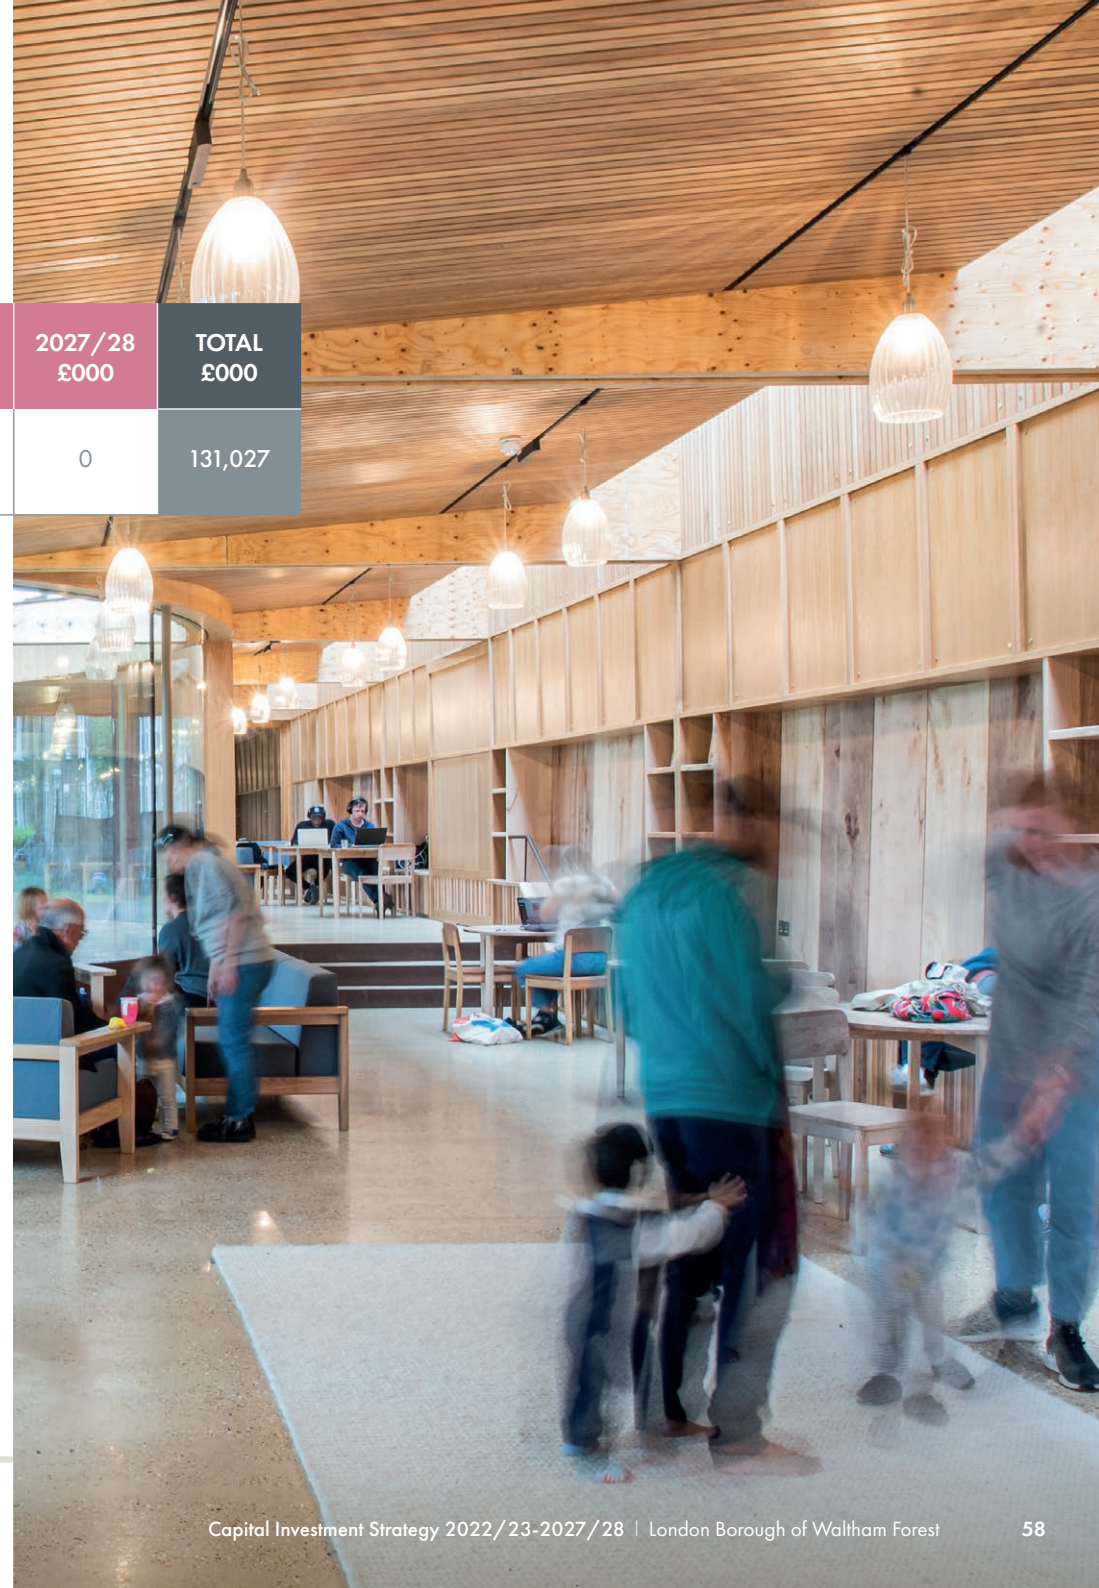 2027/28 TOTAL
£000 £000
0 131,027
Capital Investment Strategy 2022/23-2027/28 | London Borough of Waltham Forest 58